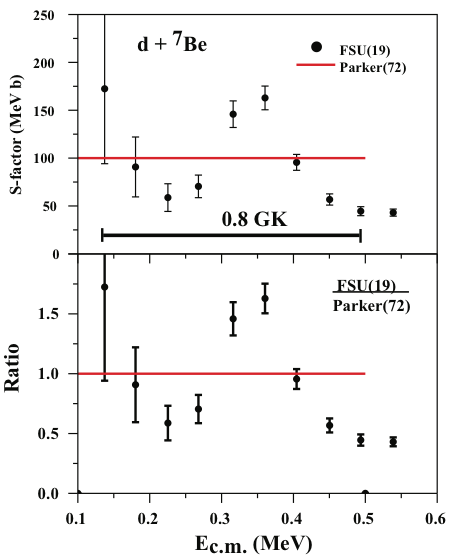 250
200
150
100
50
0
S-factor (MeV b)
d + 7Be
FSU(19)
Parker(72)
0.8 GK
1.5
1.0
0.5
0.0
Ratio
FSU(19)
Parker(72)
0.1 0.2 0.3 0.4 0.5 0.6
Ec.m. (MeV)